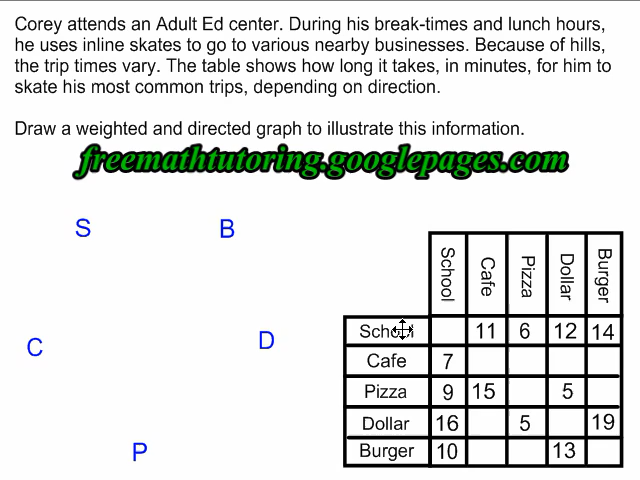 Corey attends an Adult Ed center. During his break-times and lunch hours,
he uses inline skates to go to various nearby businesses. Because of hills,
the trip times vary. The table shows how long it takes, in minutes, for him to
skate his most common trips, depending on direction.
Draw a weighted and directed graph to illustrate this information.
freemathtutoring.googlepages.com
S B
C D
P
School Cafe Pizza Dollar Burger
School 11 6 12 14
Cafe 7
Pizza 9 15 5
Dollar 16 5 19
Burger 10 13